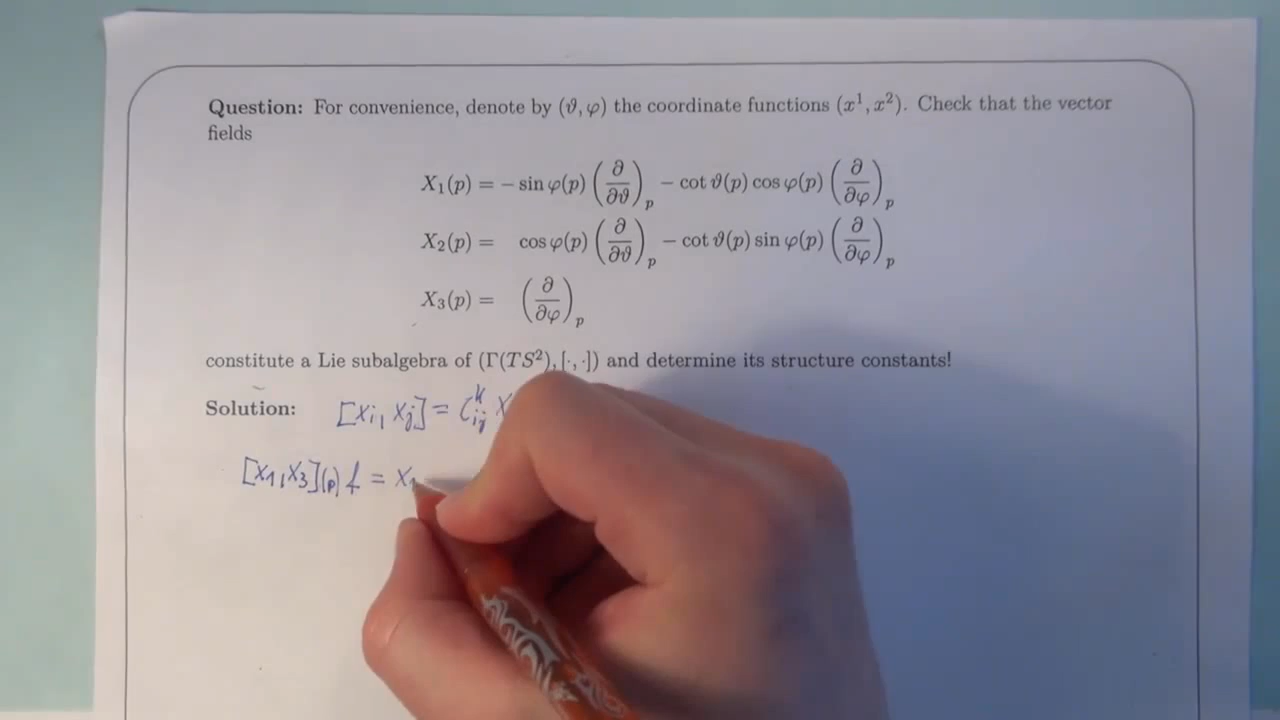 Question: For convenience, denote by (ϑ, φ) the coordinate functions (x¹, x²). Check that the vector
fields
X₁(p) = − sin φ(p) (∂/∂ϑ)ₚ − cot ϑ(p) cos φ(p) (∂/∂φ)ₚ
X₂(p) = cos φ(p) (∂/∂ϑ)ₚ − cot ϑ(p) sin φ(p) (∂/∂φ)ₚ
X₃(p) = (∂/∂φ)ₚ
constitute a Lie subalgebra of (Γ(TS²), [·, ·]) and determine its structure constants!
Solution: [Xi, Xj] = C^k_ij X
[X₁, X₃](p) f = X₁